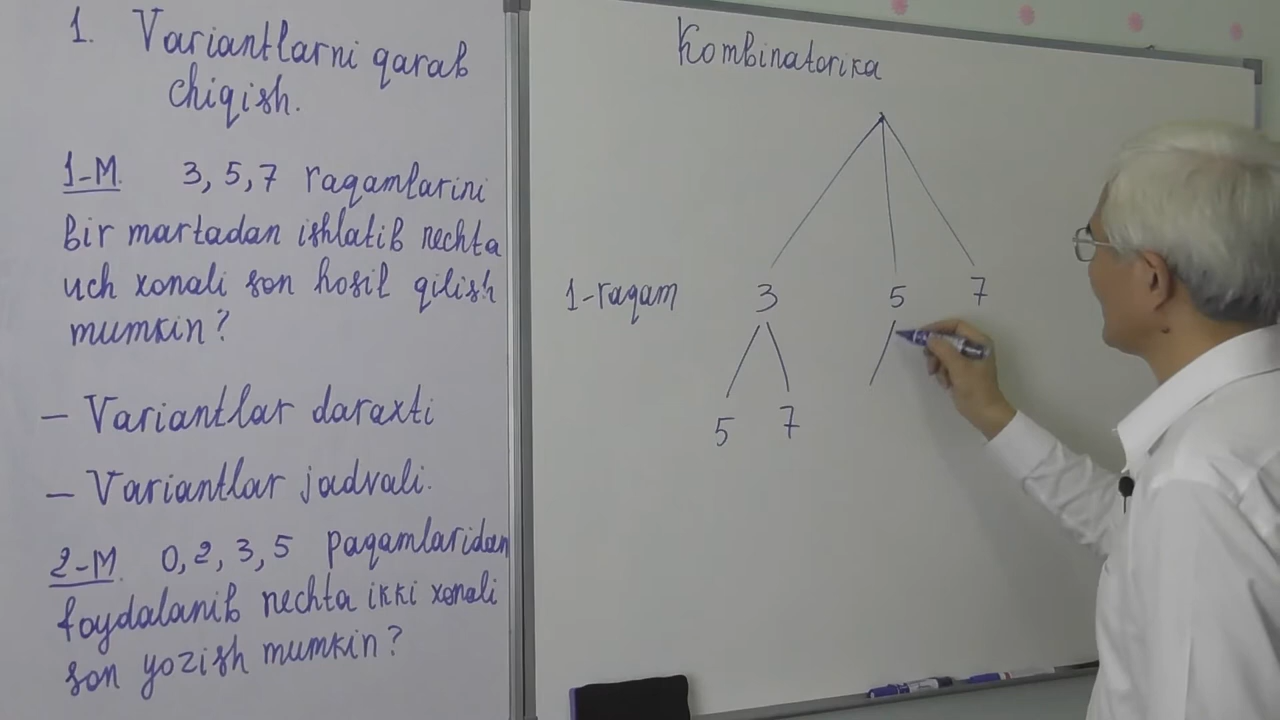 1. Variantlarni qarab
chiqish.
1-M. 3, 5, 7 raqamlarini
bir martadan ishlatib nechta
uch xonali son hosil qilish
mumkin?
- Variantlar daraxti
- Variantlar jadvali.
2-M. 0, 2, 3, 5 paqamlaridan
foydalanib nechta ikki xonali
son yozish mumkin?
Kombinatorika
1-raqam 3 5 7
5 7